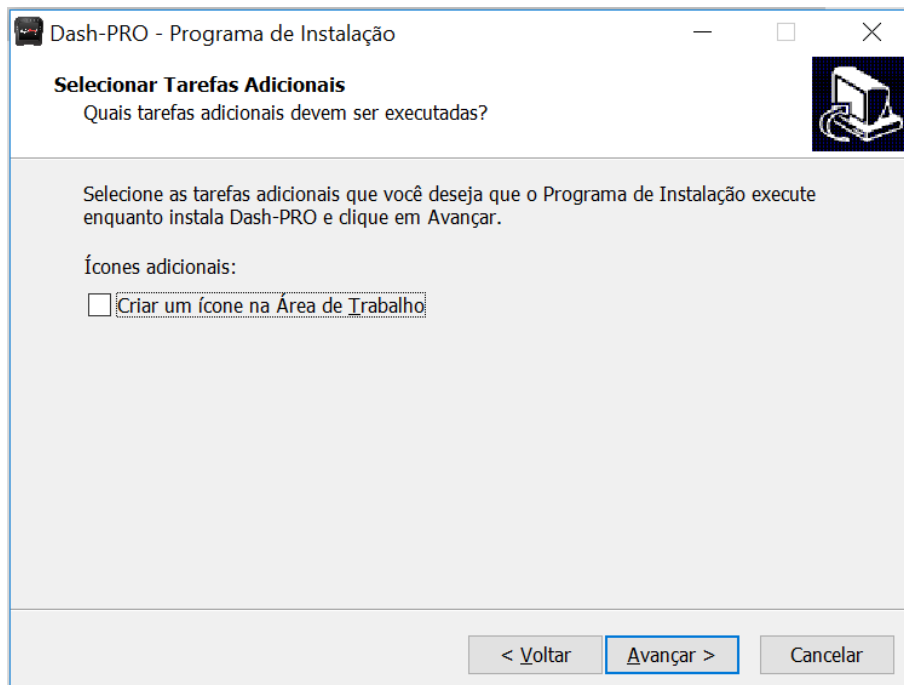 Dash-PRO - Programa de Instalação
Selecionar Tarefas Adicionais
Quais tarefas adicionais devem ser executadas?
Selecione as tarefas adicionais que você deseja que o Programa de Instalação execute
enquanto instala Dash-PRO e clique em Avançar.
Ícones adicionais:
Criar um ícone na Área de Trabalho
< Voltar
Avançar >
Cancelar